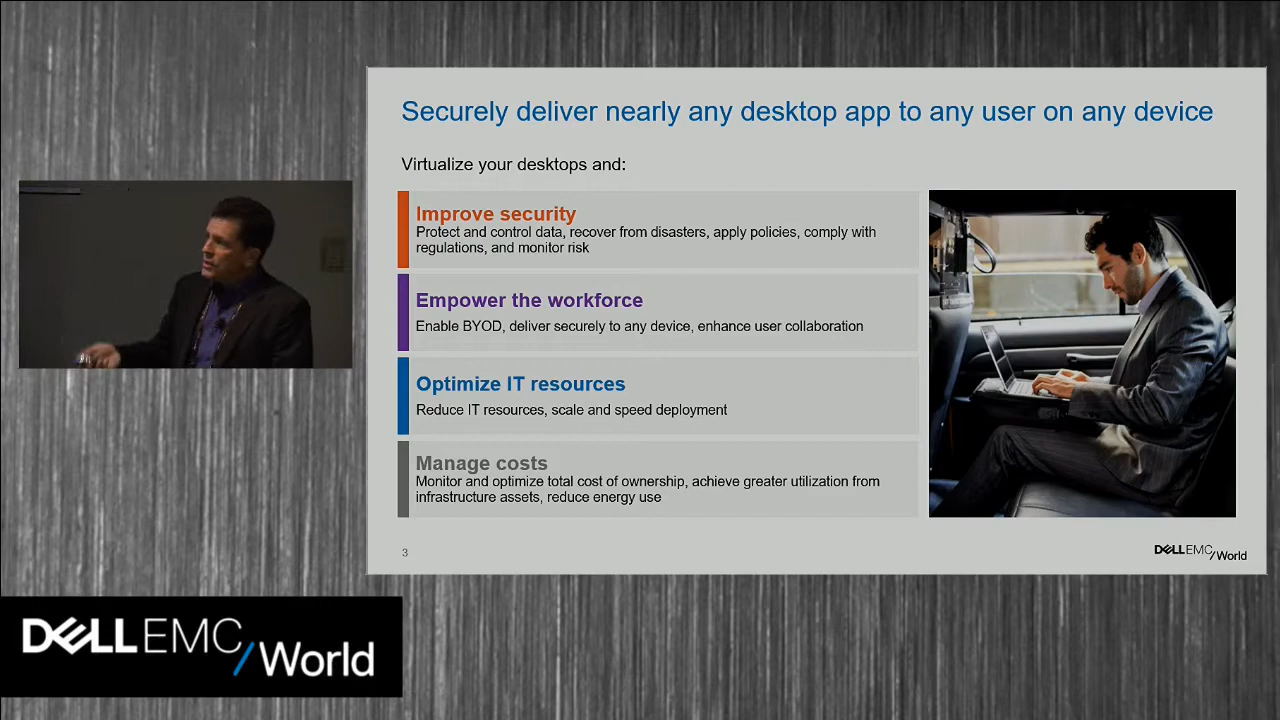 Securely deliver nearly any desktop app to any user on any device
Virtualize your desktops and:
Improve security
Protect and control data, recover from disasters, apply policies, comply with
regulations, and monitor risk
Empower the workforce
Enable BYOD, deliver securely to any device, enhance user collaboration
Optimize IT resources
Reduce IT resources, scale and speed deployment
Manage costs
Monitor and optimize total cost of ownership, achieve greater utilization from
infrastructure assets, reduce energy use
3
DELLEMC
/World
DELLEMC
/World